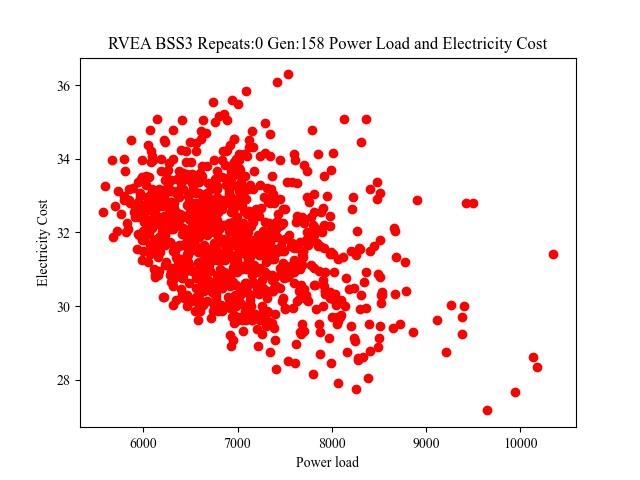 RVEA BSS3 Repeats:0 Gen:158 Power Load and Electricity Cost
36
34
32
30
28
Electricity Cost
6000 7000 8000 9000 10000
Power load